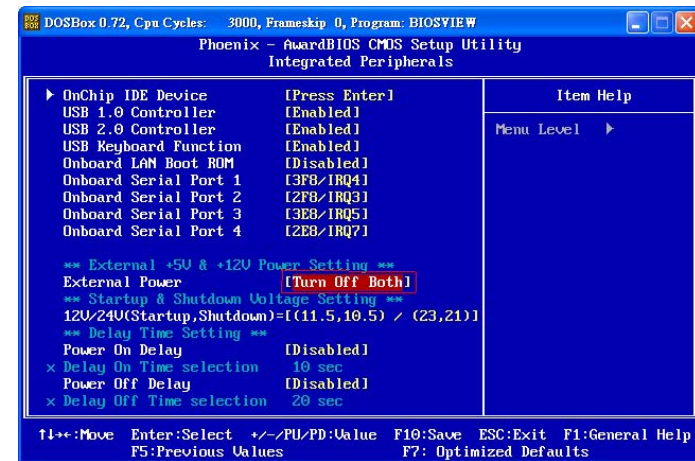 DOSBox 0.72, Cpu Cycles: 3000, Frameskip 0, Program: BIOSVIEW
Phoenix - AwardBIOS CMOS Setup Utility
Integrated Peripherals
OnChip IDE Device [Press Enter]
USB 1.0 Controller [Enabled]
USB 2.0 Controller [Enabled]
USB Keyboard Function [Enabled]
Onboard LAN Boot ROM [Disabled]
Onboard Serial Port 1 [3F8/IRQ4]
Onboard Serial Port 2 [2F8/IRQ3]
Onboard Serial Port 3 [3E8/IRQ5]
Onboard Serial Port 4 [2E8/IRQ7]
** External +5V & +12V Power Setting **
External Power [Turn Off Both]
** Startup & Shutdown Voltage Setting **
12V/24V(Startup,Shutdown)=[(11.5,10.5) / (23,21)]
** Delay Time Setting **
Power On Delay [Disabled]
x Delay On Time selection 10 sec
Power Off Delay [Disabled]
x Delay Off Time selection 20 sec
Item Help
Menu Level
↑↓→←:Move Enter:Select +/-/PU/PD:Value F10:Save ESC:Exit F1:General Help
F5:Previous Values F7: Optimized Defaults